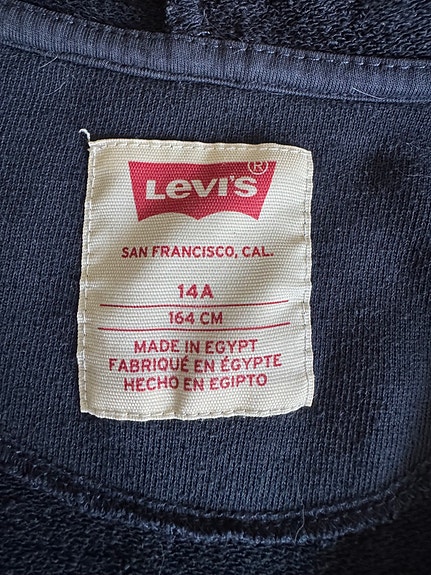 Levi's ®
SAN FRANCISCO, CAL.
14A
164 CM
MADE IN EGYPT
FABRIQUÉ EN ÉGYPTE
HECHO EN EGIPTO